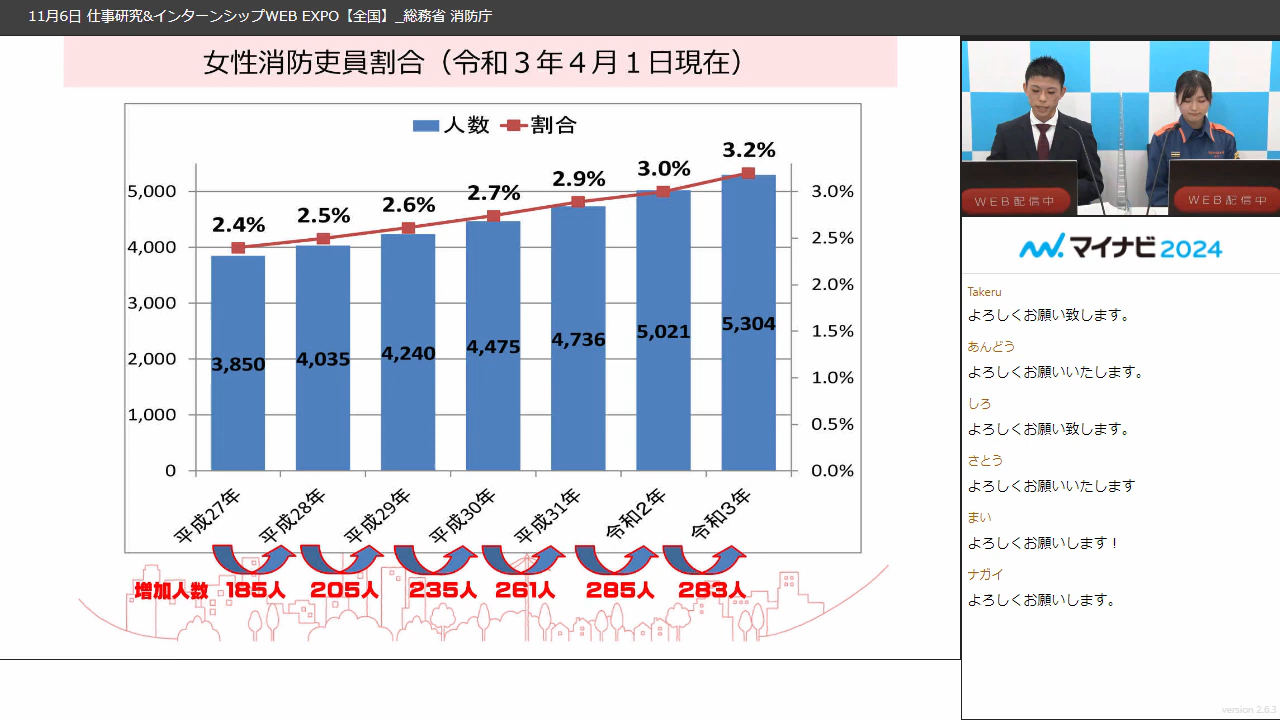 11月6日 仕事研究&インターンシップWEB EXPO【全国】_総務省 消防庁
女性消防吏員割合（令和３年４月１日現在）
人数 割合
2.4% 2.5% 2.6% 2.7% 2.9% 3.0% 3.2%
5,000
4,000
3,000
2,000
1,000
0
3,850 4,035 4,240 4,475 4,736 5,021 5,304
3.0%
2.5%
2.0%
1.5%
1.0%
0.5%
0.0%
平成27年 平成28年 平成29年 平成30年 平成31年 令和2年 令和3年
増加人数 185人 205人 235人 261人 285人 283人
WEB配信中
WEB配信中
マイナビ2024
Takeru
よろしくお願い致します。
あんどう
よろしくお願いいたします。
しろ
よろしくお願い致します。
さとう
よろしくお願いいたします
まい
よろしくお願いします！
ナガイ
よろしくお願いします。
version 2.6.3